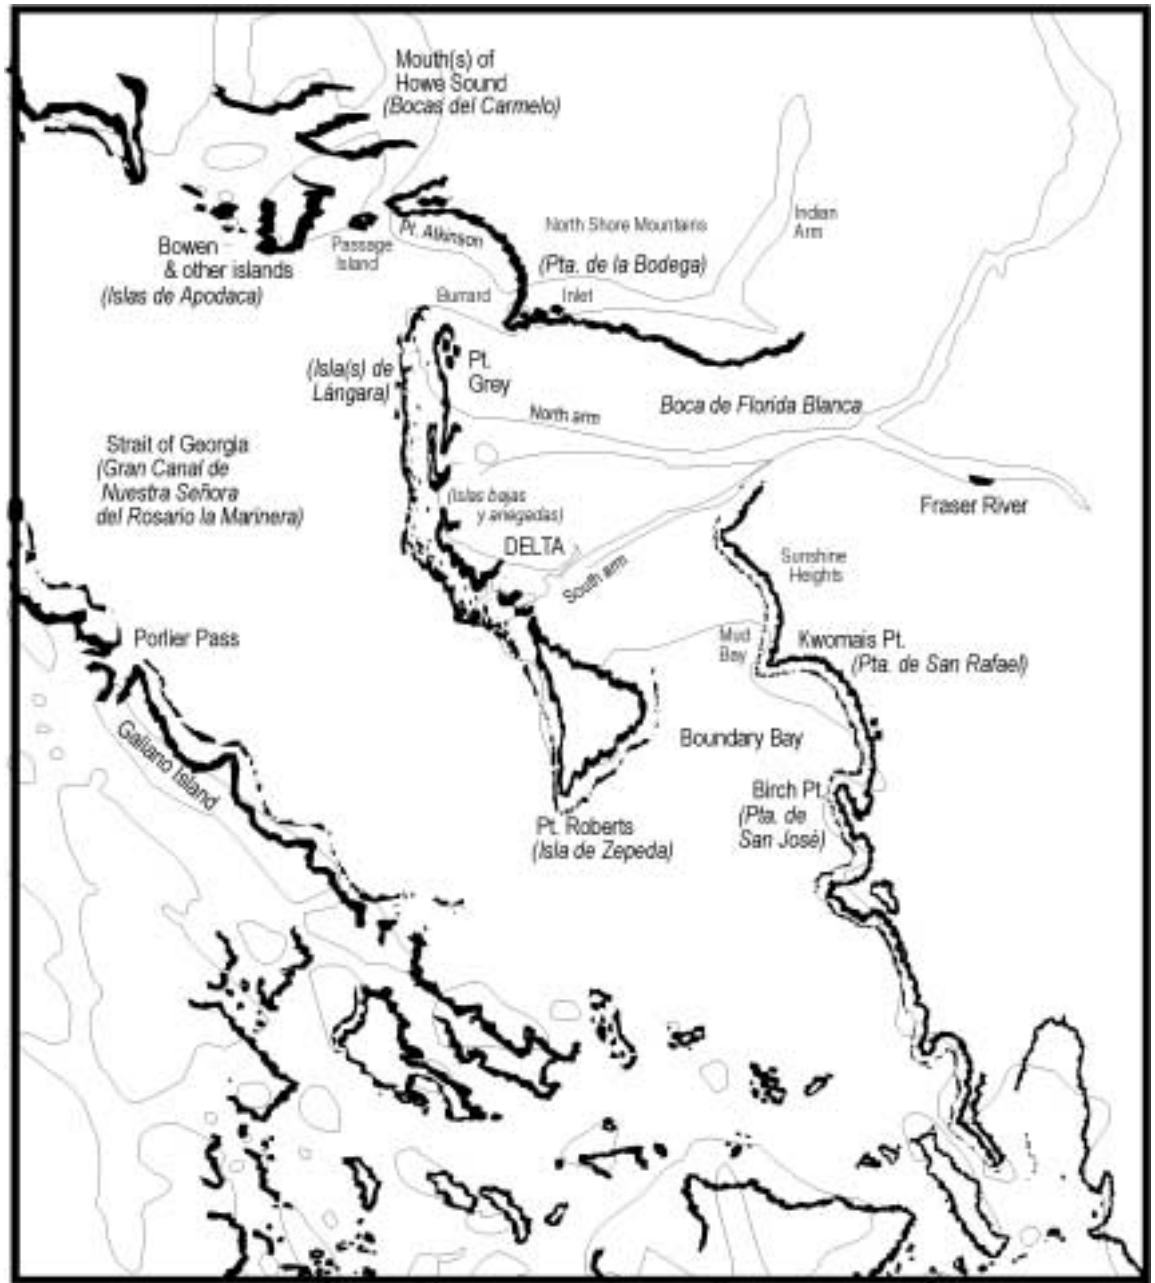 Mouth(s) of
Howe Sound
(Bocas del Carmelo)
Indian
Arm
North Shore Mountains
Pt. Atkinson
Passage
Island
(Pta. de la Bodega)
Bowen
& other islands
(Islas de Apodaca)
Burrard
Inlet
(Isla(s) de
Lángara)
Pt.
Grey
Boca de Florida Blanca
North arm
Strait of Georgia
(Gran Canal de
Nuestra Señora
del Rosario la Marinera)
(Islas bajas
y anegadas)
Fraser River
DELTA
South arm
Sunshine
Heights
Porlier Pass
Mud
Bay
Kwomais Pt.
(Pta. de San Rafael)
Galiano Island
Boundary Bay
Birch Pt.
(Pta. de
San José)
Pt. Roberts
(Isla de Zepeda)